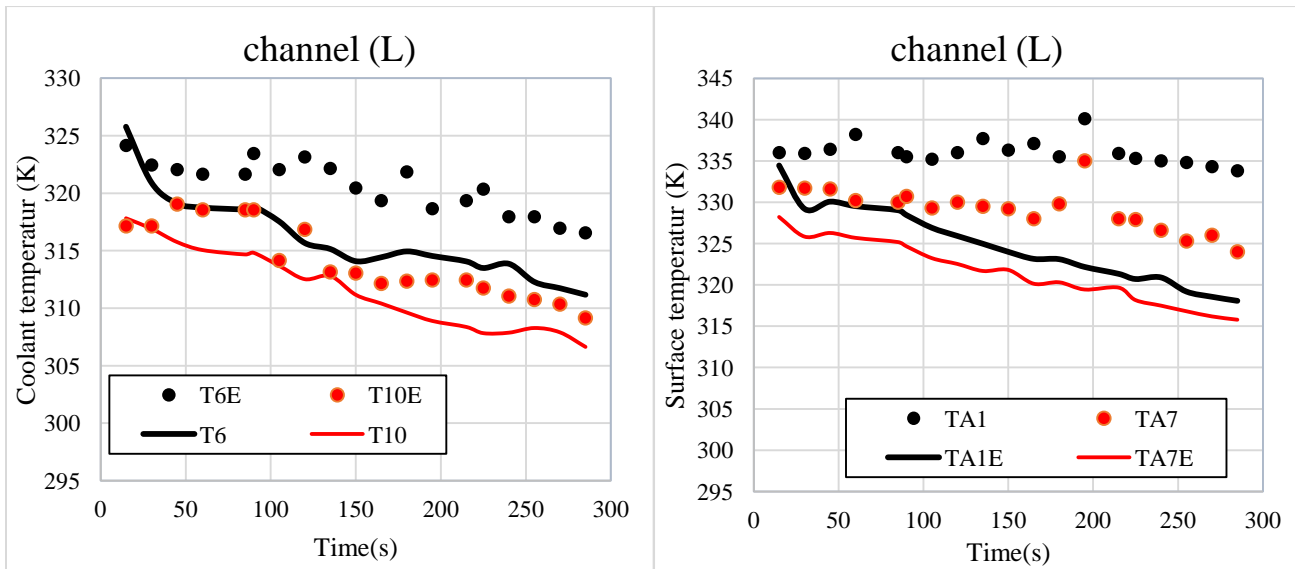 channel (L)
330
325
320
315
310
305
300
295
Coolant temperatur (K)
T6E
T10E
T6
T10
0
50
100
150
200
250
300
Time(s)
channel (L)
345
340
335
330
325
320
315
310
305
300
295
Surface temperatur (K)
TA1
TA7
TA1E
TA7E
0
50
100
150
200
250
300
Time(s)